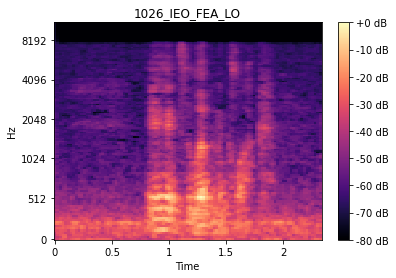 1026_IEO_FEA_LO
+0 dB
8192
-10 dB
4096
-20 dB
-30 dB
2048
Hz
-40 dB
1024
-50 dB
512
-60 dB
-70 dB
0
-80 dB
0 0.5 1 1.5 2
Time